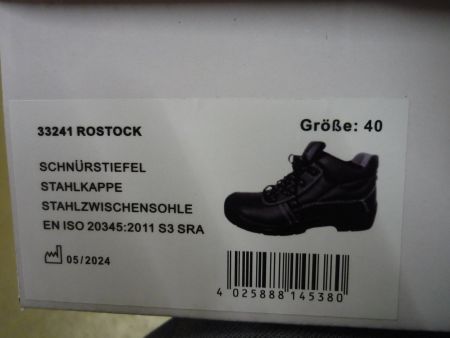 33241 ROSTOCK
Größe: 40
SCHNÜRSTIEFEL
STAHLKAPPE
STAHLZWISCHENSOHLE
EN ISO 20345:2011 S3 SRA
05/2024
4 025888 145380